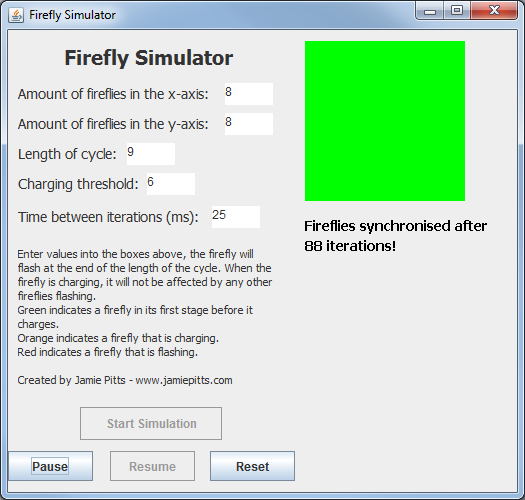 Firefly Simulator
Firefly Simulator
Amount of fireflies in the x-axis: 8
Amount of fireflies in the y-axis: 8
Length of cycle: 9
Charging threshold: 6
Time between iterations (ms): 25
Enter values into the boxes above, the firefly will
flash at the end of the length of the cycle. When the
firefly is charging, it will not be affected by any other
fireflies flashing.
Green indicates a firefly in its first stage before it
charges.
Orange indicates a firefly that is charging.
Red indicates a firefly that is flashing.
Created by Jamie Pitts - www.jamiepitts.com
Fireflies synchronised after
88 iterations!
Start Simulation
Pause Resume Reset